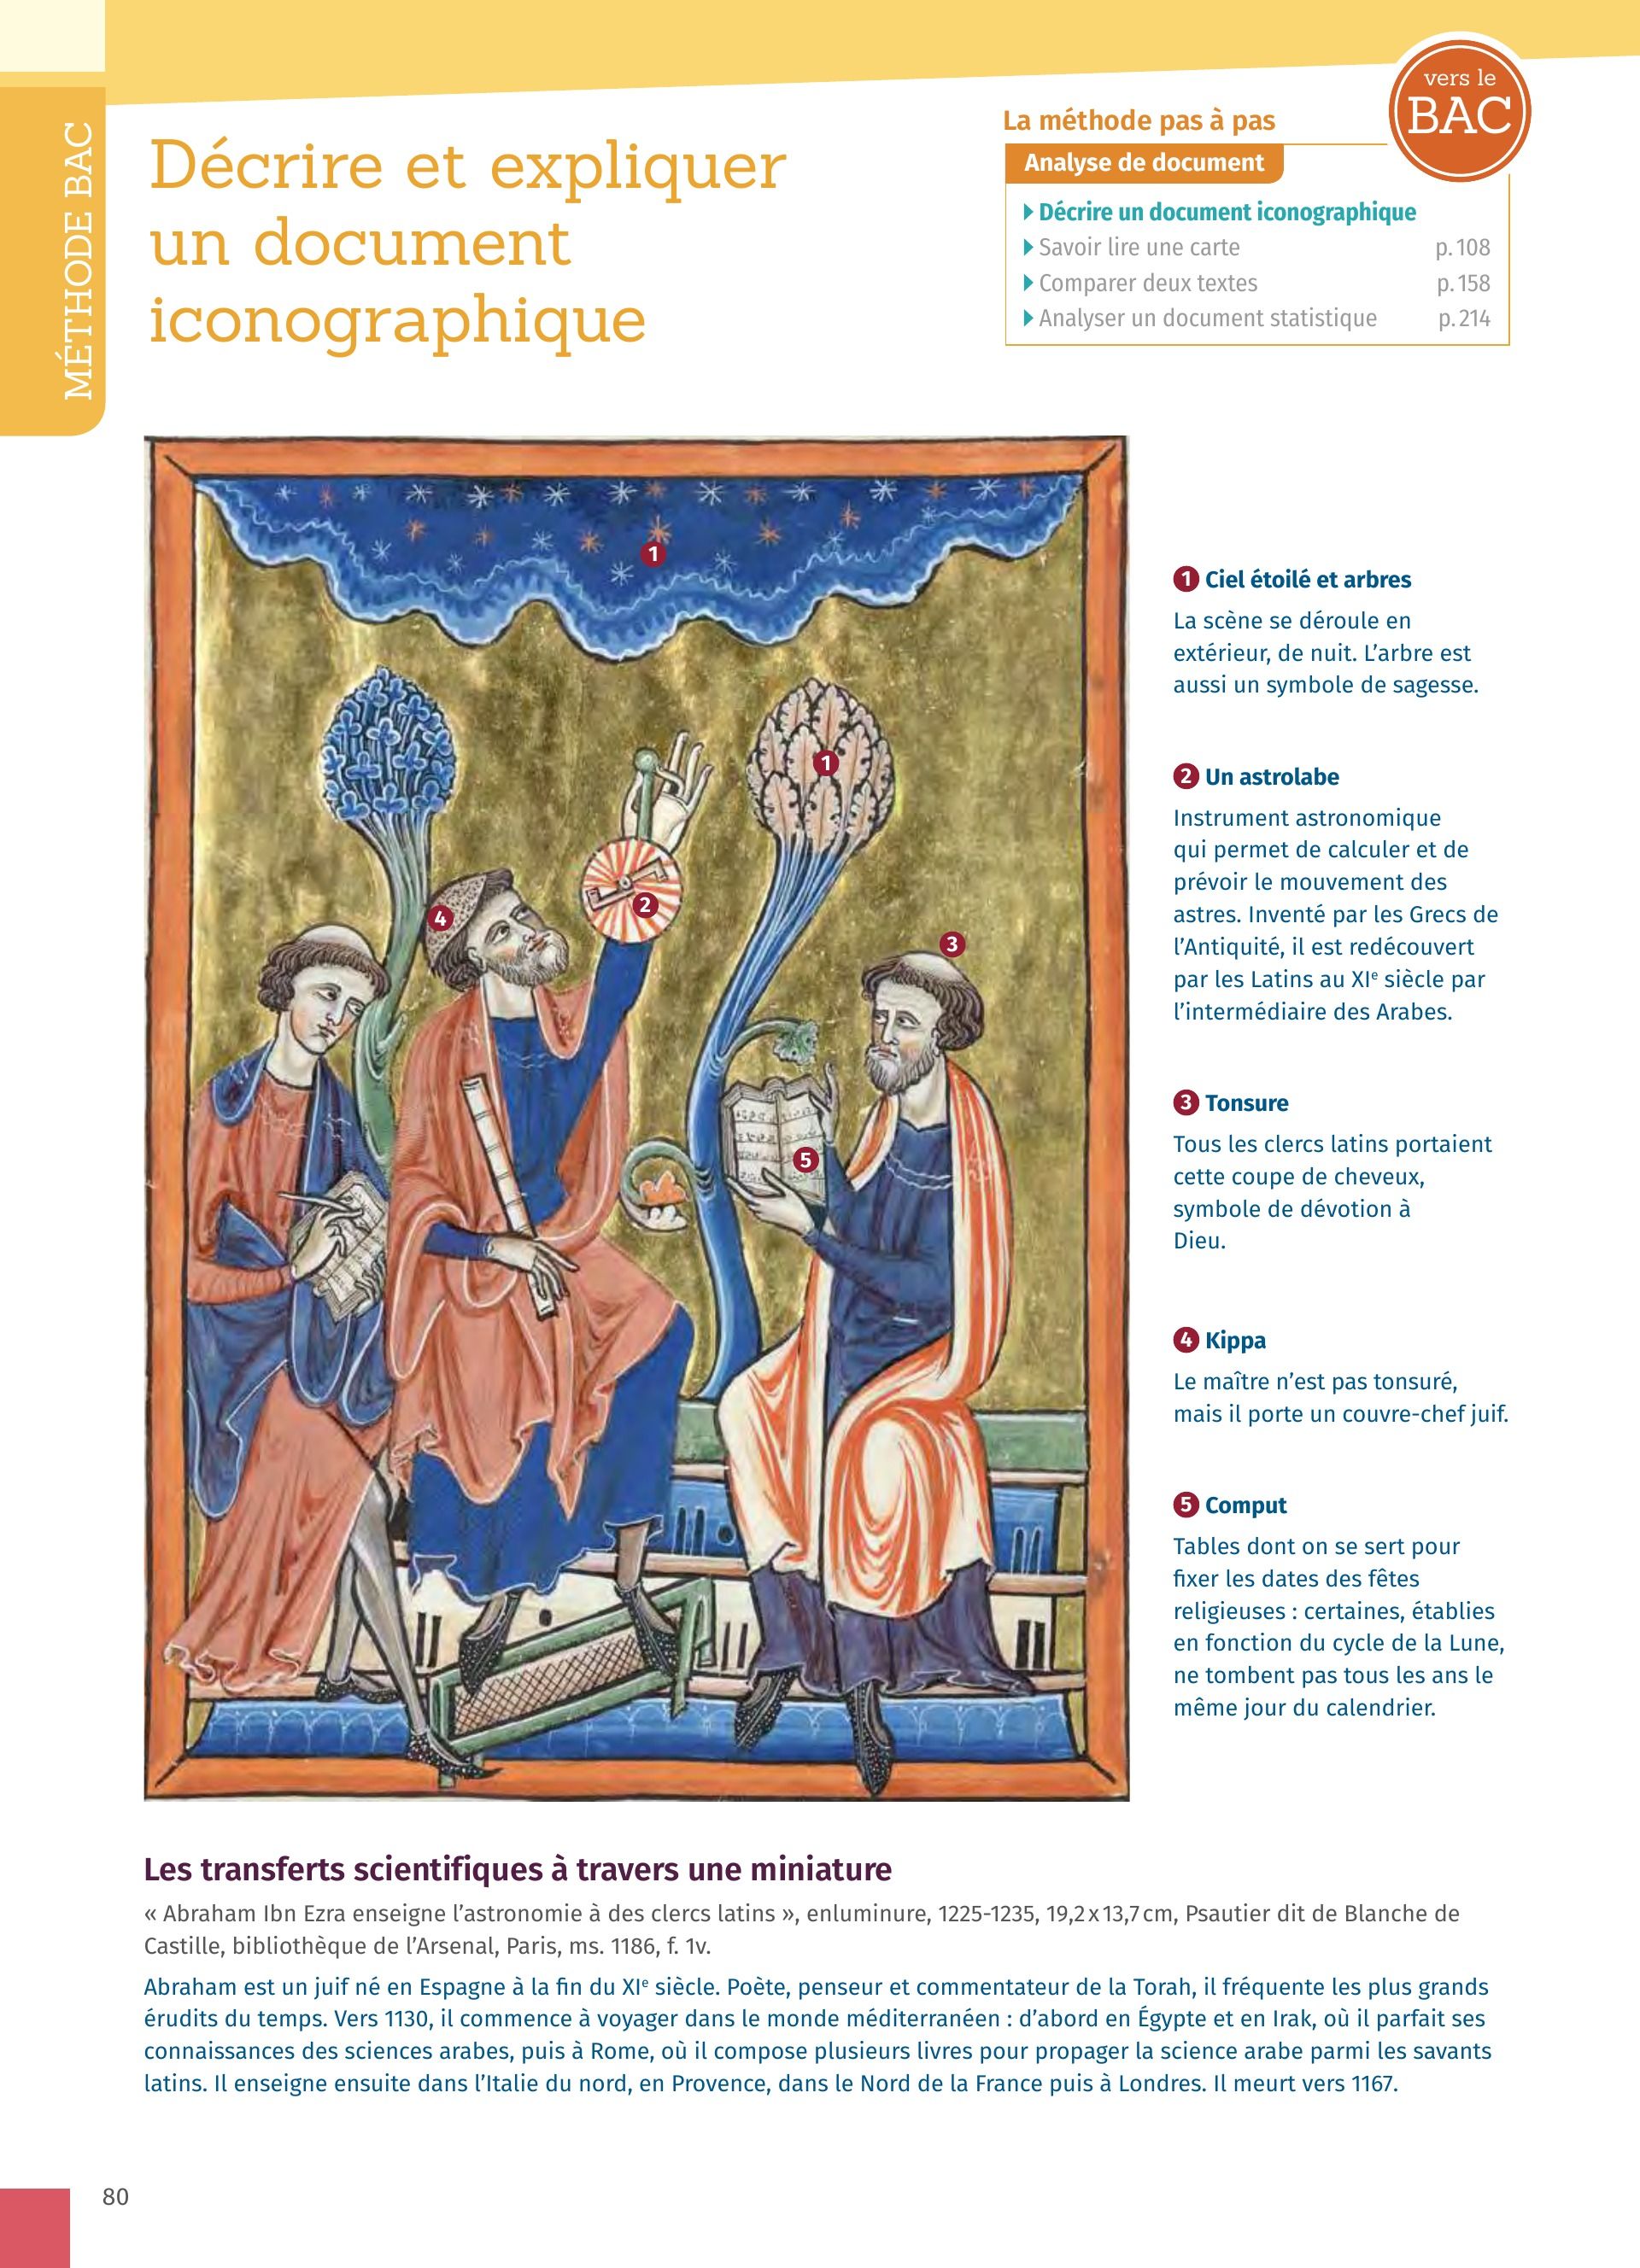 MÉTHODE BAC
Décrire et expliquer
un document
iconographique
vers le
BAC
La méthode pas à pas
Analyse de document
Décrire un document iconographique
Savoir lire une carte p. 108
Comparer deux textes p. 158
Analyser un document statistique p. 214
1
1
2
3
4
5
1 Ciel étoilé et arbres
La scène se déroule en
extérieur, de nuit. L’arbre est
aussi un symbole de sagesse.
2 Un astrolabe
Instrument astronomique
qui permet de calculer et de
prévoir le mouvement des
astres. Inventé par les Grecs de
l’Antiquité, il est redécouvert
par les Latins au XIe siècle par
l’intermédiaire des Arabes.
3 Tonsure
Tous les clercs latins portaient
cette coupe de cheveux,
symbole de dévotion à
Dieu.
4 Kippa
Le maître n’est pas tonsuré,
mais il porte un couvre-chef juif.
5 Comput
Tables dont on se sert pour
fixer les dates des fêtes
religieuses : certaines, établies
en fonction du cycle de la Lune,
ne tombent pas tous les ans le
même jour du calendrier.
Les transferts scientifiques à travers une miniature
« Abraham Ibn Ezra enseigne l’astronomie à des clercs latins », enluminure, 1225-1235, 19,2 x 13,7 cm, Psautier dit de Blanche de
Castille, bibliothèque de l’Arsenal, Paris, ms. 1186, f. 1v.
Abraham est un juif né en Espagne à la fin du XIe siècle. Poète, penseur et commentateur de la Torah, il fréquente les plus grands
érudits du temps. Vers 1130, il commence à voyager dans le monde méditerranéen : d’abord en Égypte et en Irak, où il parfait ses
connaissances des sciences arabes, puis à Rome, où il compose plusieurs livres pour propager la science arabe parmi les savants
latins. Il enseigne ensuite dans l’Italie du nord, en Provence, dans le Nord de la France puis à Londres. Il meurt vers 1167.
80